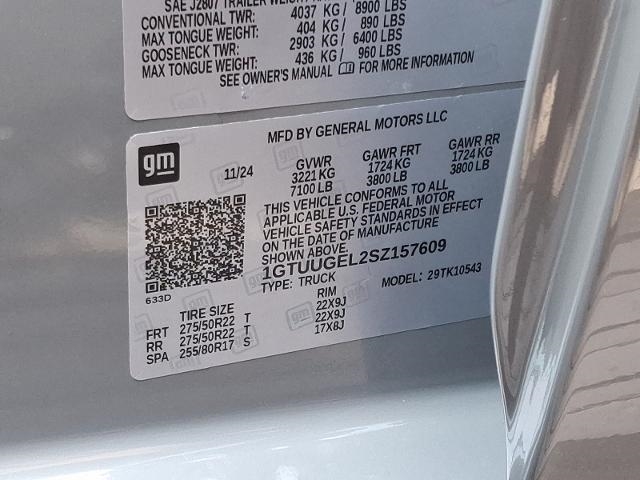 SAE J2807 TRAILER WEIGHT
CONVENTIONAL TWR: 4037 KG / 8900 LBS
MAX TONGUE WEIGHT: 404 KG / 890 LBS
GOOSENECK TWR: 2903 KG / 6400 LBS
MAX TONGUE WEIGHT: 436 KG / 960 LBS
SEE OWNER'S MANUAL FOR MORE INFORMATION
MFD BY GENERAL MOTORS LLC
gm
11/24 GVWR GAWR FRT GAWR RR
3221 KG 1724 KG 1724 KG
7100 LB 3800 LB 3800 LB
THIS VEHICLE CONFORMS TO ALL
APPLICABLE U.S. FEDERAL MOTOR
VEHICLE SAFETY STANDARDS IN EFFECT
ON THE DATE OF MANUFACTURE
SHOWN ABOVE.
1GTUUGEL2SZ157609
633D
TYPE: TRUCK MODEL: 29TK10543
TIRE SIZE RIM
FRT 275/50R22 T 22X9J
RR 275/50R22 T 22X9J
SPA 255/80R17 S 17X8J